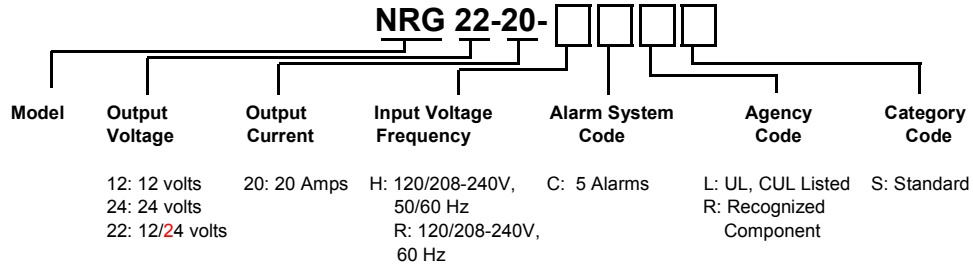 NRG 22-20-
Model
Output
Voltage
Output
Current
Input Voltage
Frequency
Alarm System
Code
Agency
Code
Category
Code
12: 12 volts
24: 24 volts
22: 12/24 volts
20: 20 Amps
H: 120/208-240V,
50/60 Hz
R: 120/208-240V,
60 Hz
C: 5 Alarms
L: UL, CUL Listed
R: Recognized
Component
S: Standard